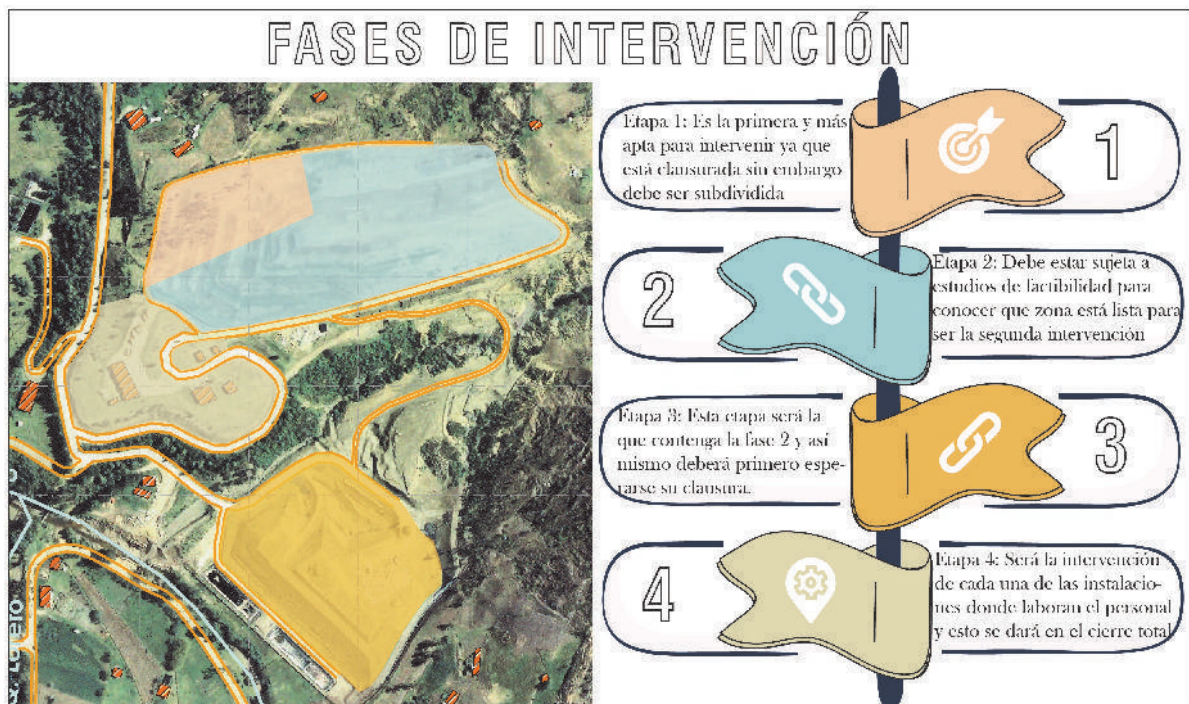 FASES DE INTERVENCIÓN
Etapa 1: Es la primera y más
apta para intervenir ya que
está clausurada sin embargo
debe ser subdividida
1
2
Etapa 2: Debe estar sujeta a
estudios de factibilidad para
conocer que zona está lista para
ser la segunda intervención
Etapa 3: Esta etapa será la
que contenga la fase 2 y así
mismo deberá primero espe-
rarse su clausura.
3
4
Etapa 4: Será la intervención
de cada una de las instalacio-
nes donde laboran el personal
y esto se dará en el cierre total